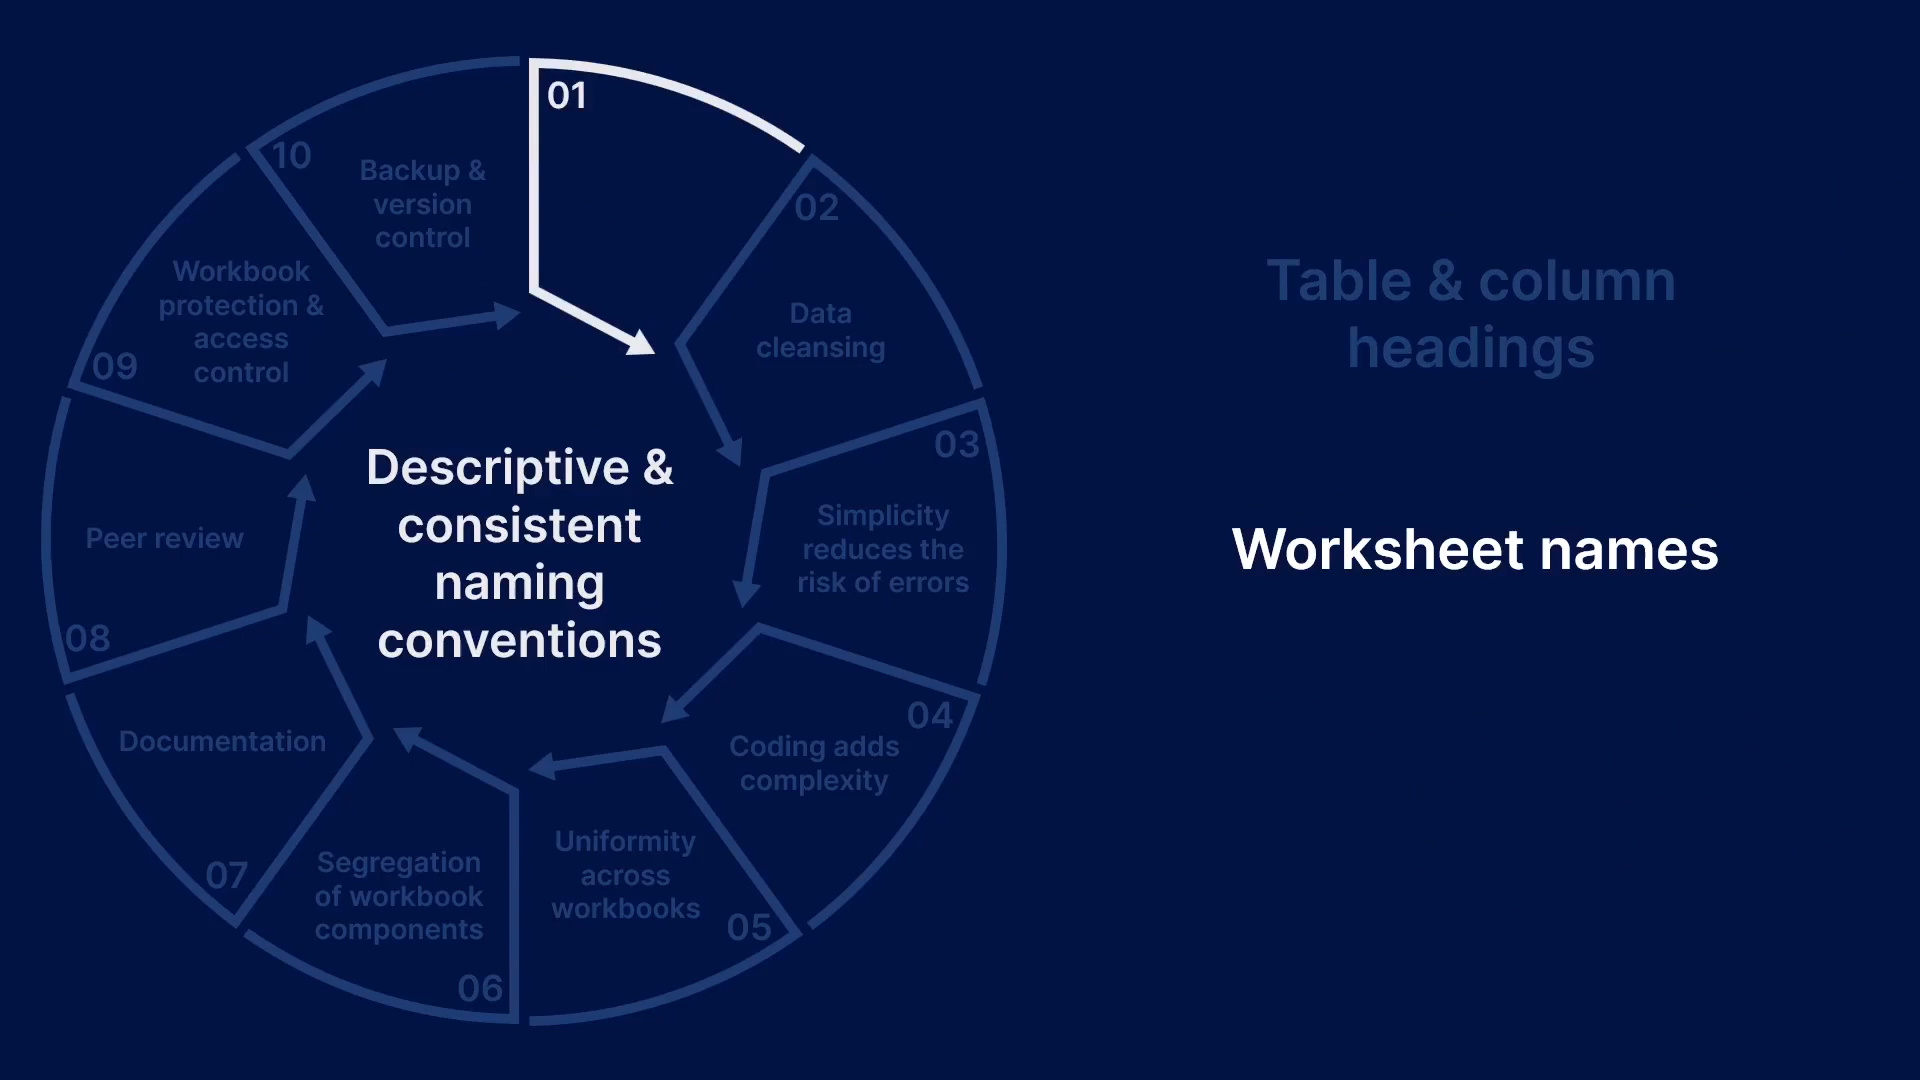 01
02
Data
cleansing
03
Simplicity
reduces the
risk of errors
04
Coding adds
complexity
05
Uniformity
across
workbooks
06
Segregation
of workbook
components
07
Documentation
08
Peer review
09
Workbook
protection &
access
control
10
Backup &
version
control
Descriptive &
consistent
naming
conventions
Table & column
headings
Worksheet names